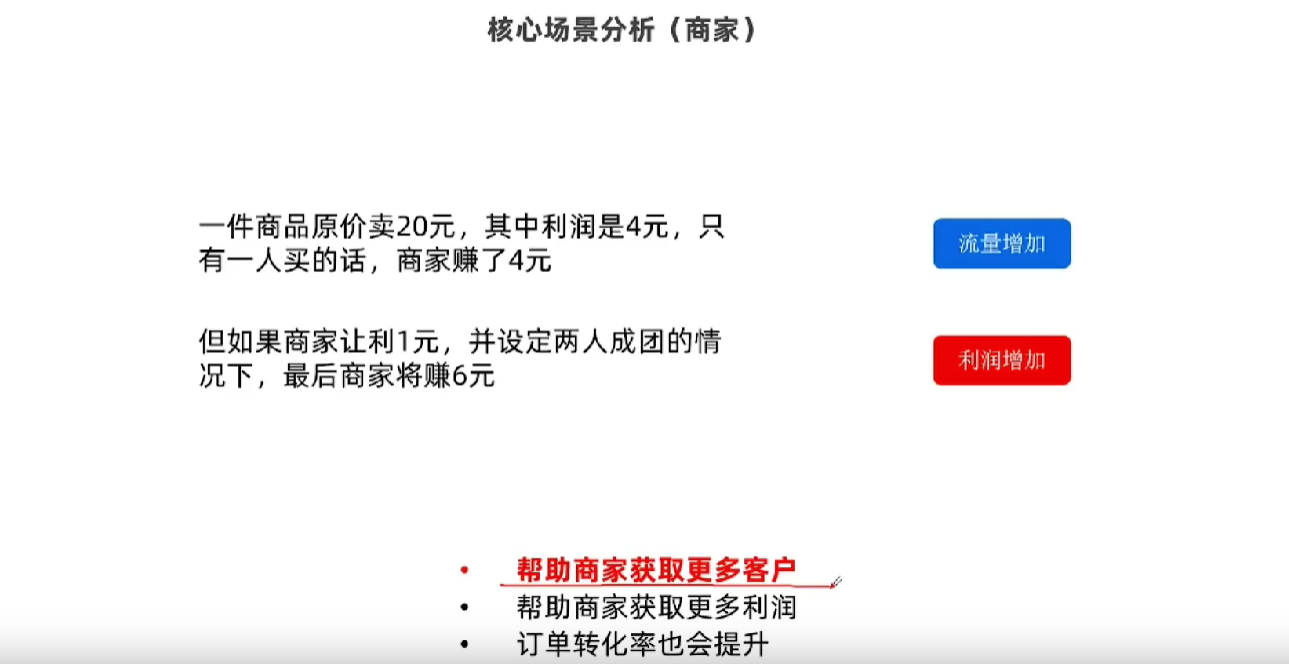 核心场景分析（商家）
一件商品原价卖20元，其中利润是4元，只
有一人买的话，商家赚了4元
流量增加
但如果商家让利1元，并设定两人成团的情
况下，最后商家将赚6元
利润增加
• 帮助商家获取更多客户
• 帮助商家获取更多利润
• 订单转化率也会提升